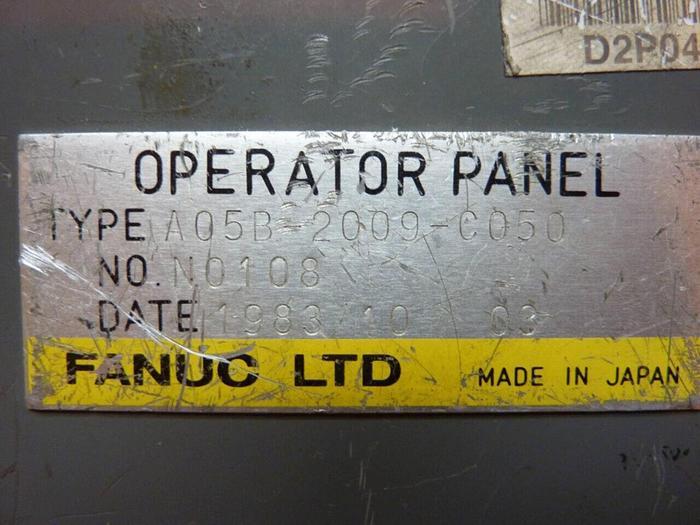 D2P04
OPERATOR PANEL
TYPE A05B-2009-C050
NO. N0108
DATE 1983/10 03
FANUC LTD MADE IN JAPAN